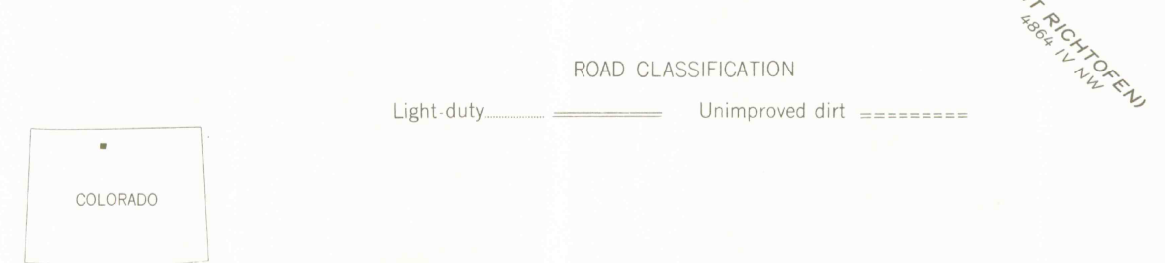 T RICHTOFEN)
4864 IV NW
ROAD CLASSIFICATION
Light-duty Unimproved dirt
COLORADO